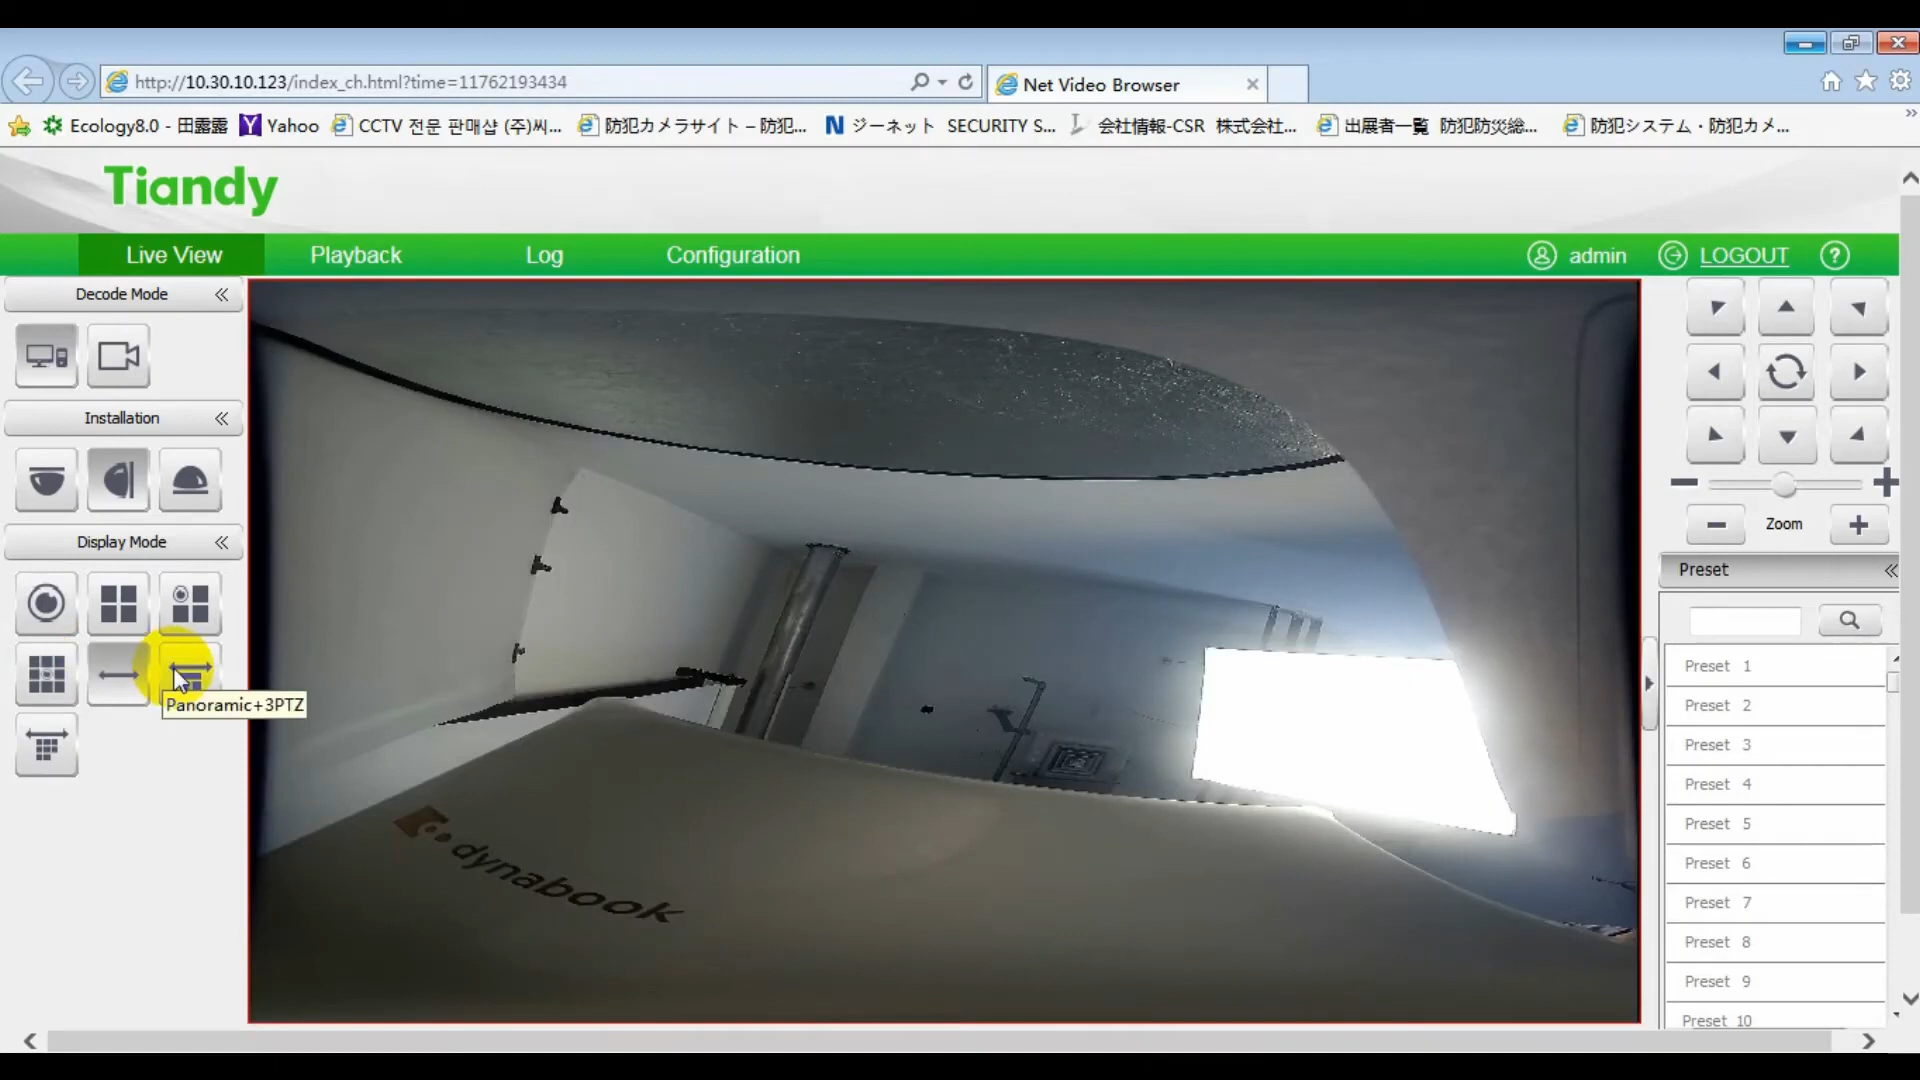 http://10.30.10.123/index_ch.html?time=11762193434
Net Video Browser
Ecology8.0 - 田露露
Yahoo
CCTV 전문 판매샵 (주)씨...
防犯カメラサイト – 防犯...
ジーネット SECURITY S...
会社情報-CSR 株式会社...
出展者一覧 防犯防災総...
防犯システム・防犯カメ...
Tiandy
Live View
Playback
Log
Configuration
admin
LOGOUT
Decode Mode
Installation
Display Mode
Panoramic+3PTZ
dynabook
Zoom
Preset
Preset 1
Preset 2
Preset 3
Preset 4
Preset 5
Preset 6
Preset 7
Preset 8
Preset 9
Preset 10